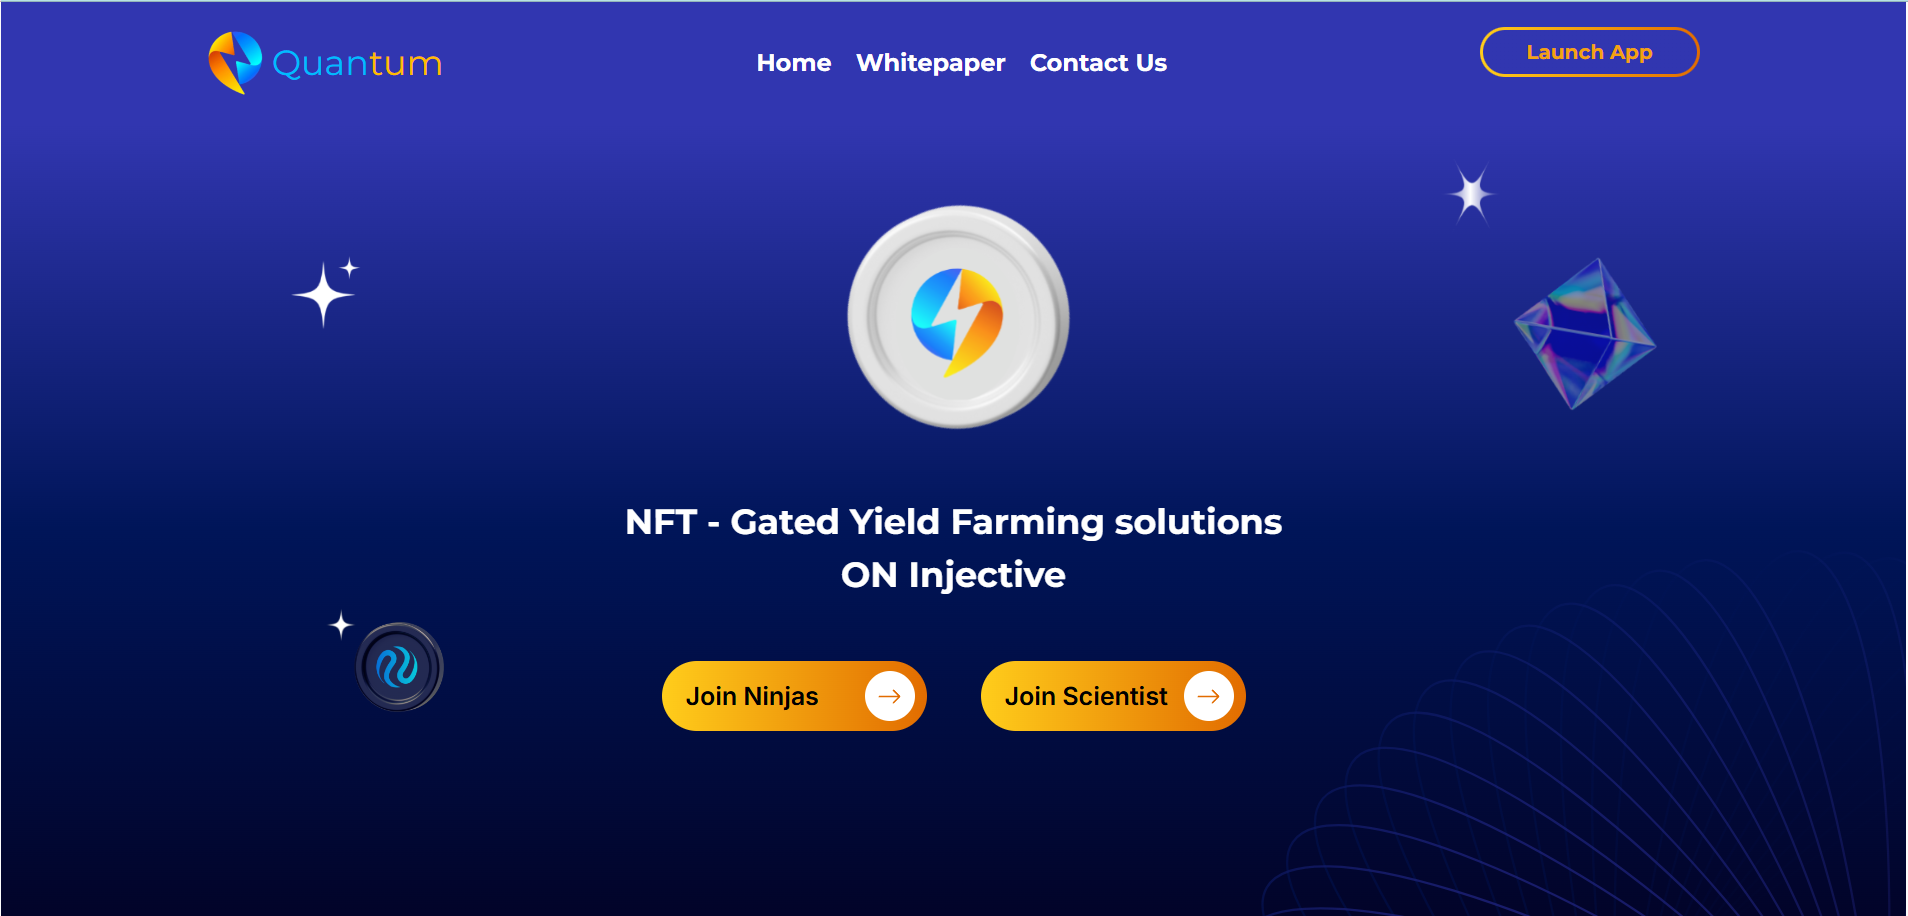 Quantum
Home Whitepaper Contact Us
Launch App
NFT - Gated Yield Farming solutions
ON Injective
Join Ninjas
Join Scientist